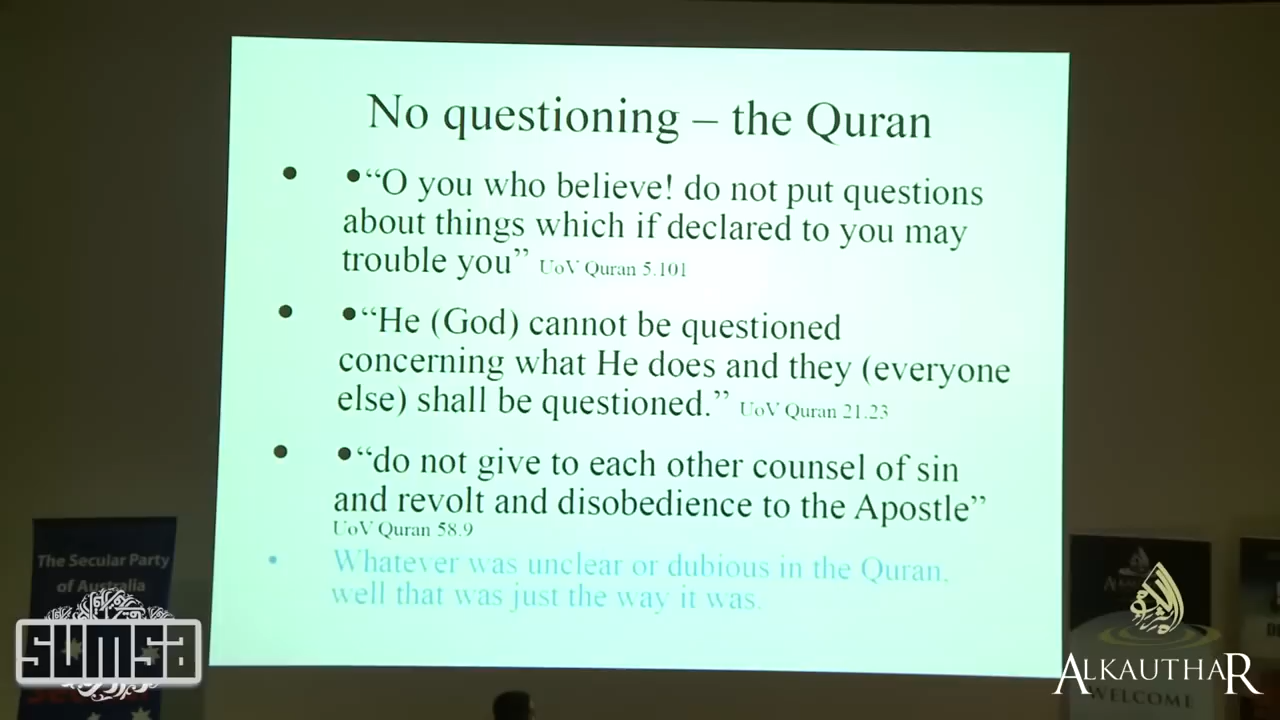 No questioning – the Quran
• •“O you who believe! do not put questions
about things which if declared to you may
trouble you” UoV Quran 5.101
• •“He (God) cannot be questioned
concerning what He does and they (everyone
else) shall be questioned.” UoV Quran 21.23
• •“do not give to each other counsel of sin
and revolt and disobedience to the Apostle”
UoV Quran 58.9
• Whatever was unclear or dubious in the Quran,
well that was just the way it was.
The Secular Party
of Australia
SUMSA
ALKAUTHAR
WELCOME